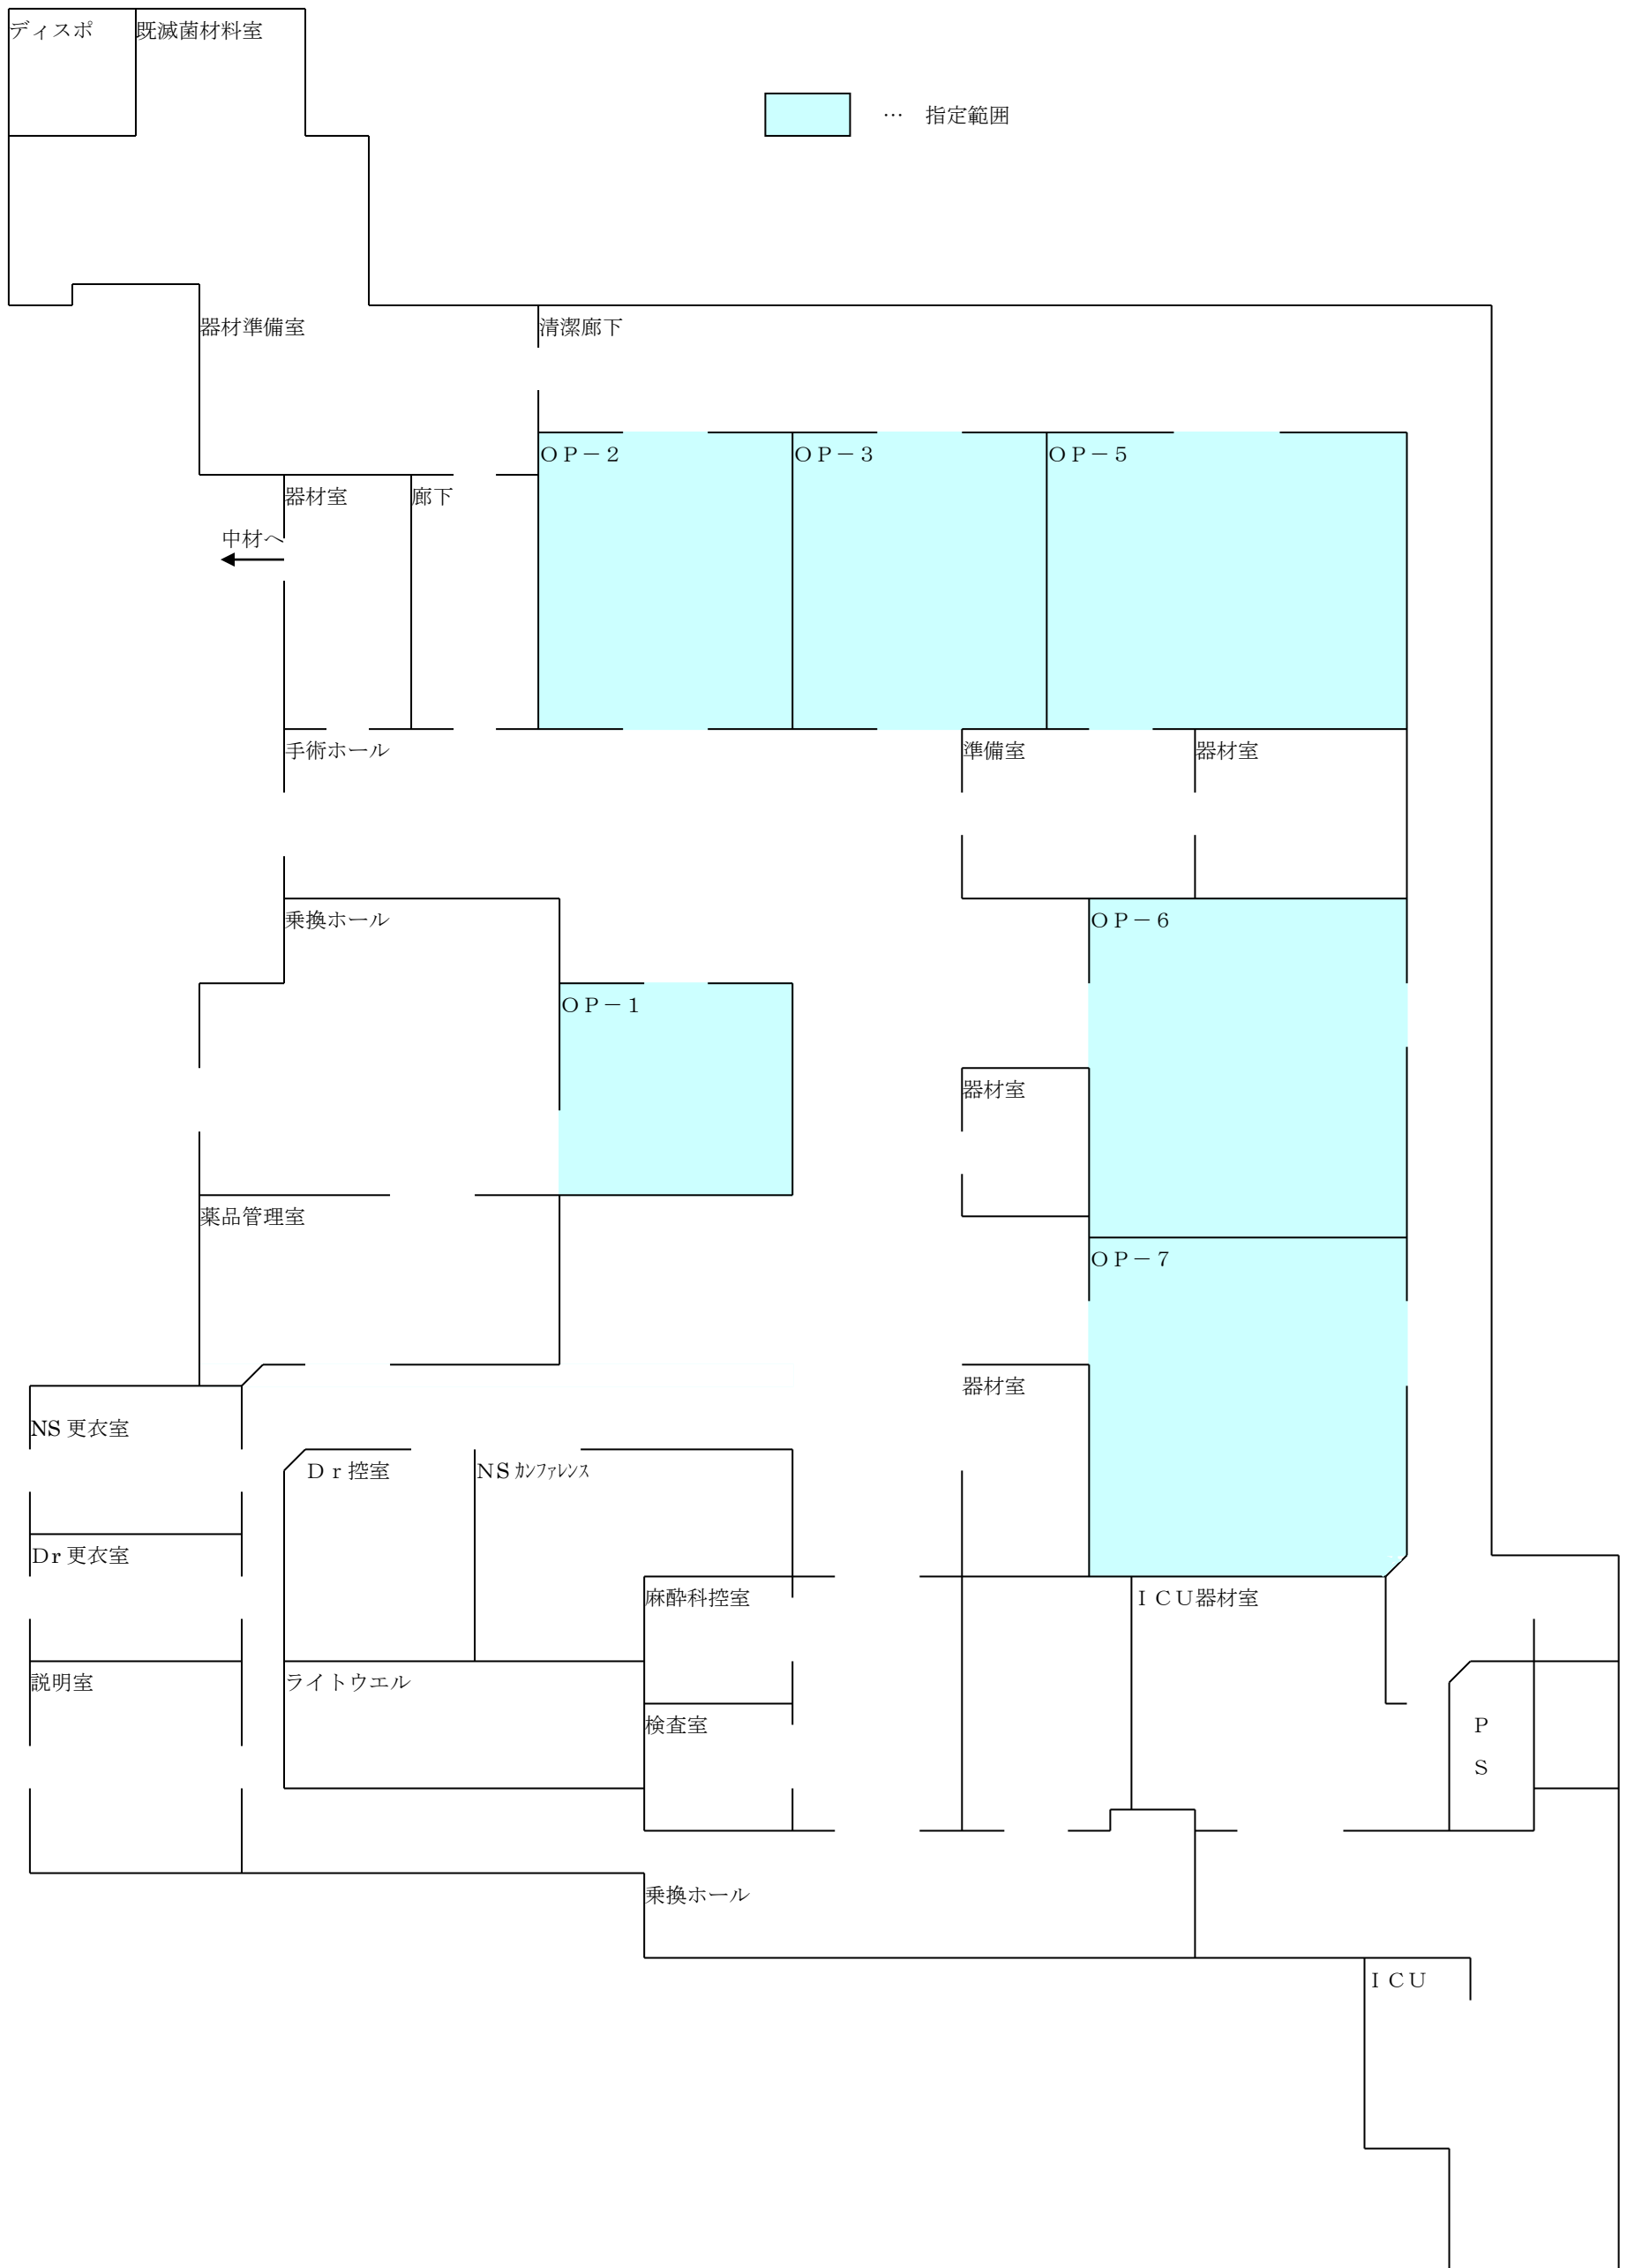 ディスポ
既滅菌材料室
… 指定範囲
器材準備室
清潔廊下
ＯＰ－２
ＯＰ－３
ＯＰ－５
器材室
廊下
中材へ
手術ホール
準備室
器材室
乗換ホール
ＯＰ－６
ＯＰ－１
器材室
薬品管理室
ＯＰ－７
器材室
NS 更衣室
Ｄｒ控室
NS ｶﾝﾌｧﾚﾝｽ
Dr 更衣室
麻酔科控室
ＩＣＵ器材室
説明室
ライトウエル
検査室
Ｐ
Ｓ
乗換ホール
ＩＣＵ